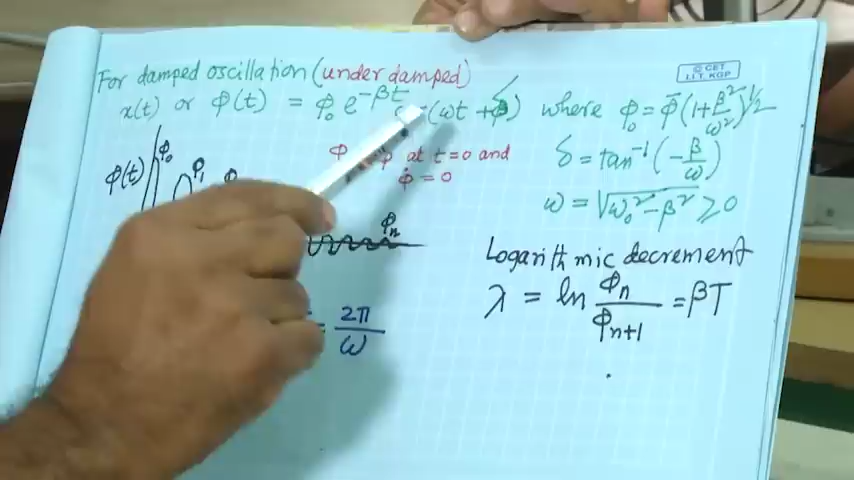 For damped oscillation (under damped)
© CET
I.I.T. KGP
x(t) or φ(t) = φ₀ e^{-βt} (ωt + δ) where φ₀ = φ̄ (1 + β²/ω²)^{1/2}
φ φ at t = 0 and
φ̇ = 0
δ = tan⁻¹ (-β/ω)
ω = √(ω₀² - β²) ≥ 0
φ(t) φ₀ φ₁
φₙ
Logarithmic decrement
λ = ln φₙ/φₙ₊₁ = βT
= 2π/ω